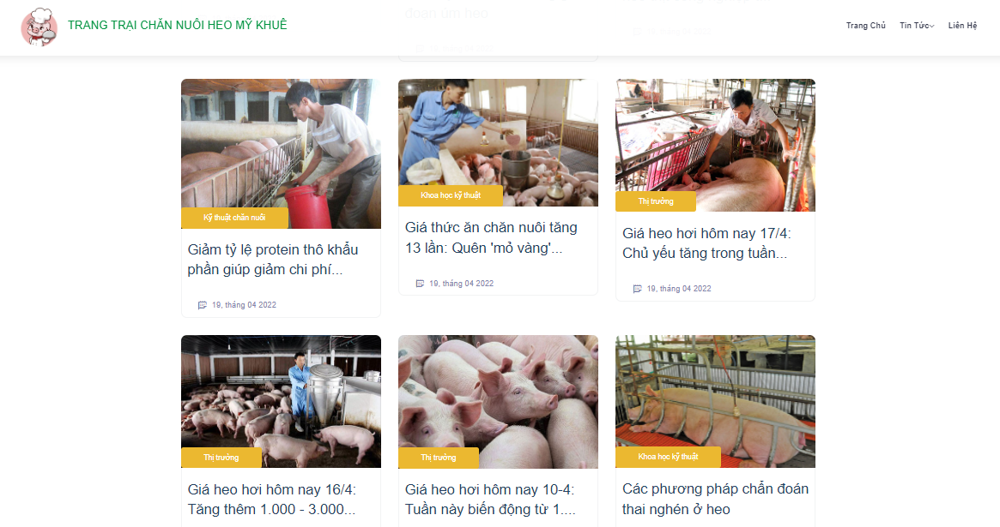 TRANG TRẠI CHĂN NUÔI HEO MỸ KHUÊ
Trang Chủ
Tin Tức
Liên Hệ
đoạn úm heo
Kỹ thuật chăn nuôi
Giảm tỷ lệ protein thô khẩu
phần giúp giảm chi phí...
19, tháng 04 2022
Khoa học kỹ thuật
Giá thức ăn chăn nuôi tăng
13 lần: Quên 'mỏ vàng'...
19, tháng 04 2022
Thị trường
Giá heo hơi hôm nay 17/4:
Chủ yếu tăng trong tuần...
19, tháng 04 2022
Thị trường
Giá heo hơi hôm nay 16/4:
Tăng thêm 1.000 - 3.000...
Thị trường
Giá heo hơi hôm nay 10-4:
Tuần này biến động từ 1....
Khoa học kỹ thuật
Các phương pháp chẩn đoán
thai nghén ở heo